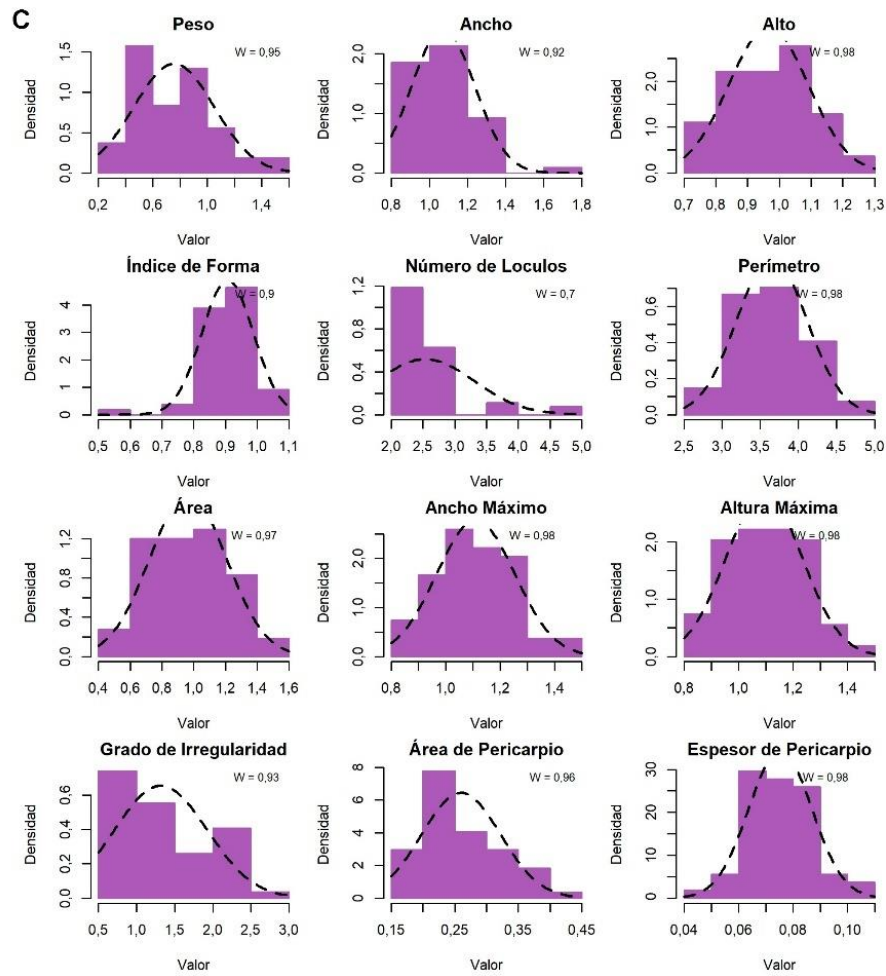 C
Peso
Ancho
Alto
W = 0,95
W = 0,92
W = 0,98
Densidad
0,0 0,5 1,0 1,5
Densidad
0,0 1,0 2,0
Densidad
0,0 1,0 2,0
0,2 0,6 1,0 1,4
0,8 1,0 1,2 1,4 1,6 1,8
0,7 0,8 0,9 1,0 1,1 1,2 1,3
Valor
Valor
Valor
Índice de Forma
Número de Loculos
Perímetro
W = 0,9
W = 0,7
W = 0,98
Densidad
0 1 2 3 4
Densidad
0,0 0,4 0,8 1,2
Densidad
0,0 0,2 0,4 0,6
0,5 0,6 0,7 0,8 0,9 1,0 1,1
2,0 2,5 3,0 3,5 4,0 4,5 5,0
2,5 3,0 3,5 4,0 4,5 5,0
Valor
Valor
Valor
Área
Ancho Máximo
Altura Máxima
W = 0,97
W = 0,98
W = 0,98
Densidad
0,0 0,4 0,8 1,2
Densidad
0,0 1,0 2,0
Densidad
0,0 1,0 2,0
0,4 0,6 0,8 1,0 1,2 1,4 1,6
0,8 1,0 1,2 1,4
0,8 1,0 1,2 1,4
Valor
Valor
Valor
Grado de Irregularidad
Área de Pericarpio
Espesor de Pericarpio
W = 0,93
W = 0,96
W = 0,98
Densidad
0,0 0,2 0,4 0,6
Densidad
0 2 4 6 8
Densidad
0 10 20 30
0,5 1,0 1,5 2,0 2,5 3,0
0,15 0,25 0,35 0,45
0,04 0,06 0,08 0,10
Valor
Valor
Valor